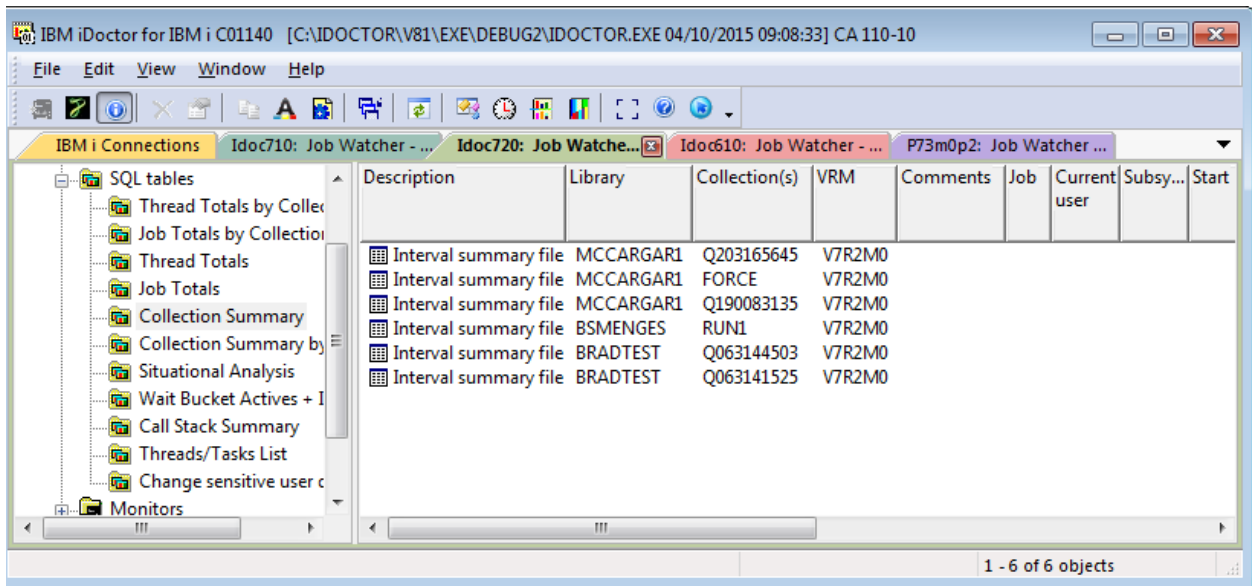 IBM iDoctor for IBM i C01140 [C:\IDOCTOR\V81\EXE\DEBUG2\IDOCTOR.EXE 04/10/2015 09:08:33] CA 110-10
File Edit View Window Help
IBM i Connections Idoc710: Job Watcher - ... Idoc720: Job Watche... Idoc610: Job Watcher - ... P73m0p2: Job Watcher ...
SQL tables
Thread Totals by Collec
Job Totals by Collection
Thread Totals
Job Totals
Collection Summary
Collection Summary by
Situational Analysis
Wait Bucket Actives + I
Call Stack Summary
Threads/Tasks List
Change sensitive user c
Monitors
Description Library Collection(s) VRM Comments Job Current user Subsy... Start
Interval summary file MCCARGAR1 Q203165645 V7R2M0
Interval summary file MCCARGAR1 FORCE V7R2M0
Interval summary file MCCARGAR1 Q190083135 V7R2M0
Interval summary file BSMENGES RUN1 V7R2M0
Interval summary file BRADTEST Q063144503 V7R2M0
Interval summary file BRADTEST Q063141525 V7R2M0
1 - 6 of 6 objects